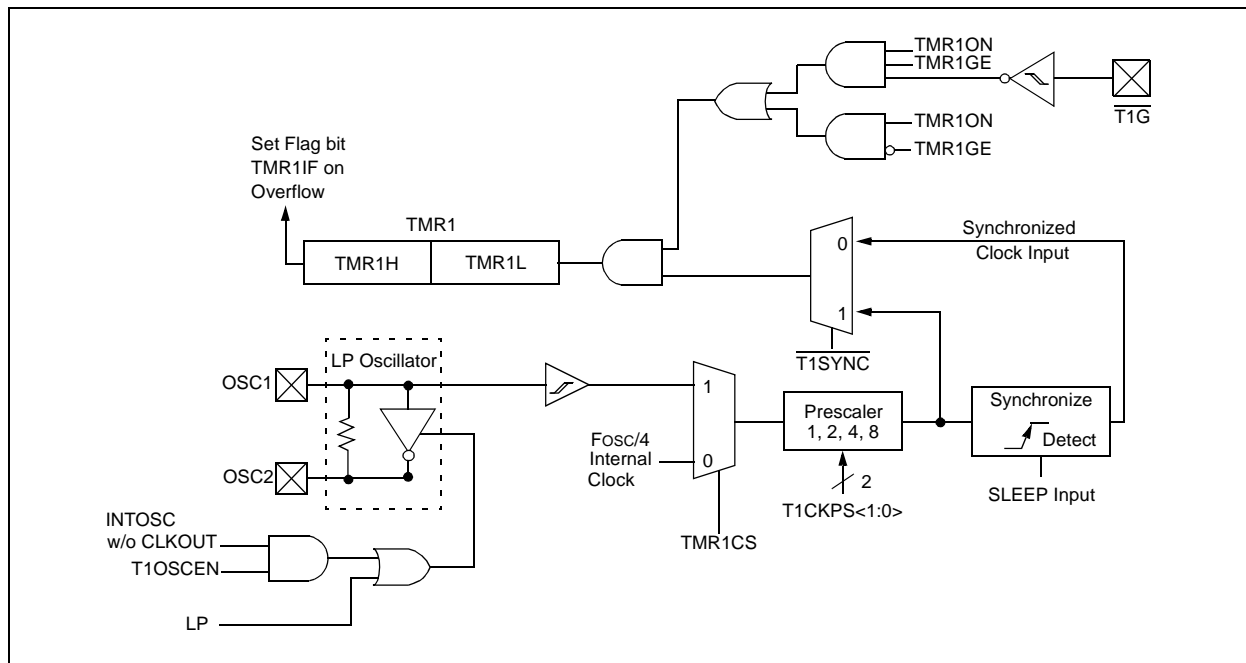 TMR1ON
TMR1GE
T1G
TMR1ON
TMR1GE
Set Flag bit
TMR1IF on
Overflow
TMR1
TMR1H
TMR1L
0
1
T1SYNC
Synchronized
Clock Input
OSC1
LP Oscillator
OSC2
1
0
FOSC/4
Internal
Clock
TMR1CS
Prescaler
1, 2, 4, 8
2
T1CKPS<1:0>
Synchronize
Detect
SLEEP Input
INTOSC
w/o CLKOUT
T1OSCEN
LP